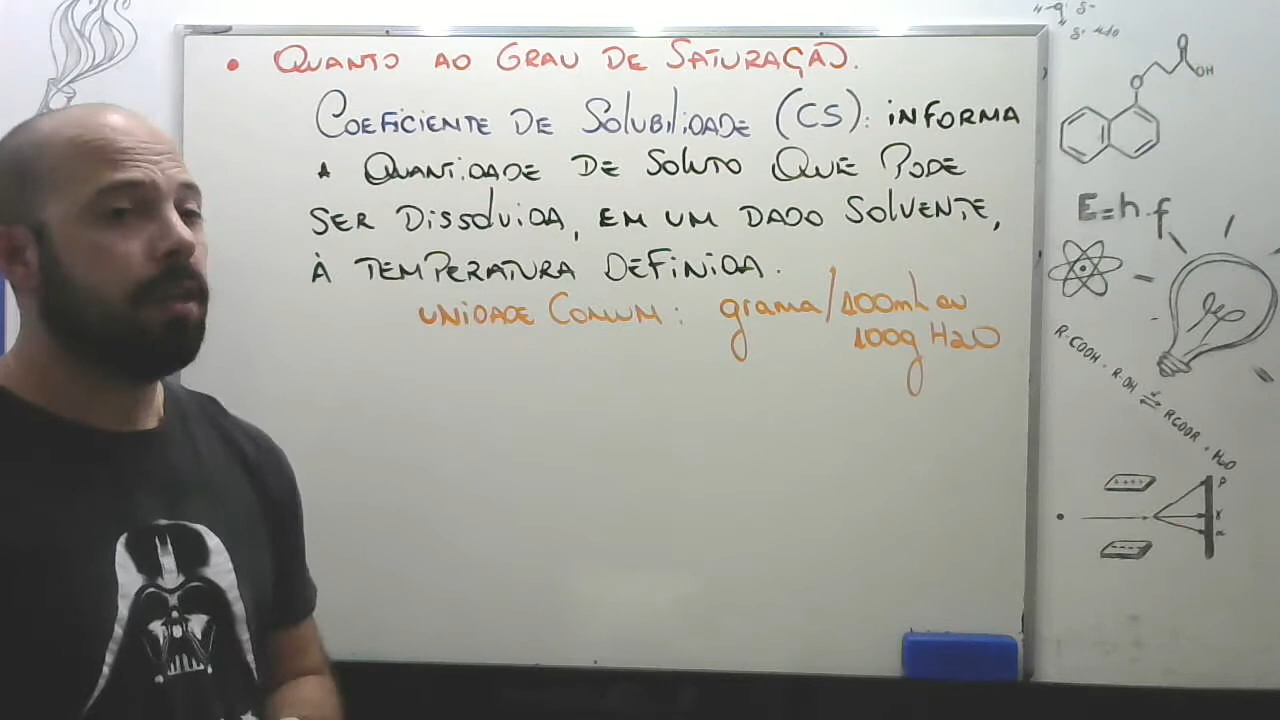 • QUANTO AO GRAU DE SATURAÇÃO.
COEFICIENTE DE SOLUBILIDADE (CS): INFORMA
A QUANTIDADE DE SOLUTO QUE PODE
SER DISSOLVIDA, EM UM DADO SOLVENTE,
À TEMPERATURA DEFINIDA.
UNIDADE COMUM: grama/100ml ou
100g H2O
OH
E=h.f
R-COOH + R-OH ⇌ RCOOR + H2O
++++
----
β
γ
α